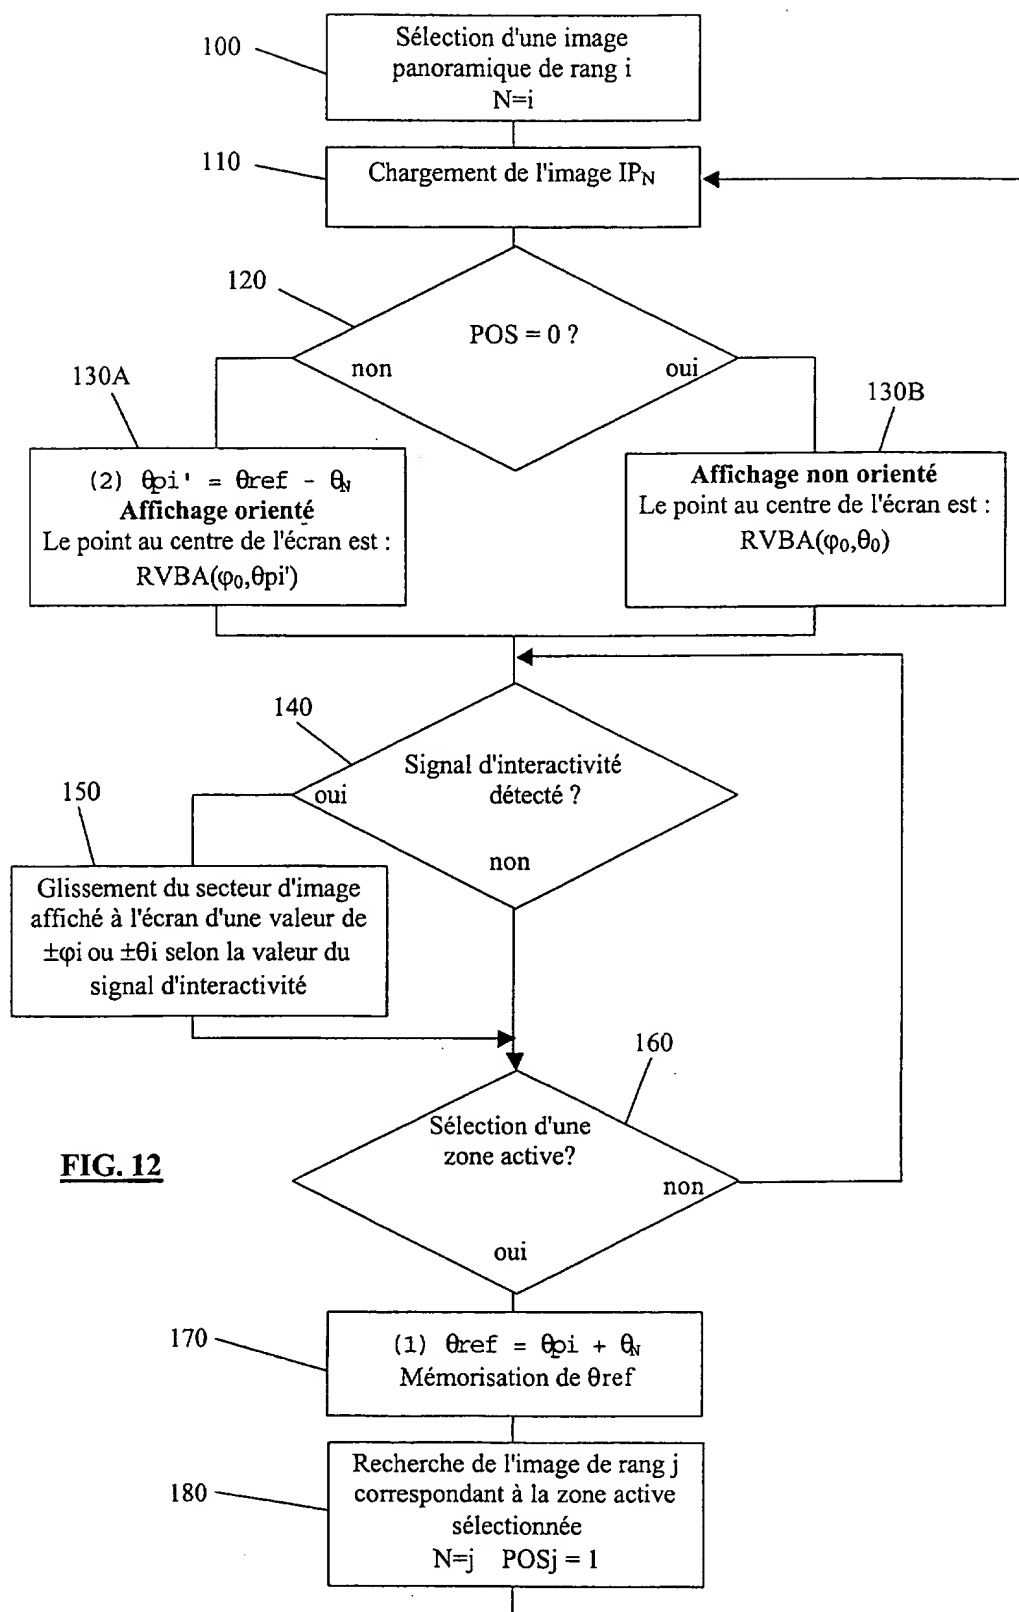 100
Sélection d'une image
panoramique de rang i
N=i
110
Chargement de l'image IPN
120
POS = 0 ?
non
oui
130A
130B
(2) θpi' = θref - θN
Affichage orienté
Le point au centre de l'écran est :
RVBA(φ0,θpi')
Affichage non orienté
Le point au centre de l'écran est :
RVBA(φ0,θ0)
140
Signal d'interactivité
détecté ?
oui
non
150
Glissement du secteur d'image
affiché à l'écran d'une valeur de
±φi ou ±θi selon la valeur du
signal d'interactivité
160
Sélection d'une
zone active?
non
oui
FIG. 12
170
(1) θref = θpi + θN
Mémorisation de θref
180
Recherche de l'image de rang j
correspondant à la zone active
sélectionnée
N=j POSj = 1